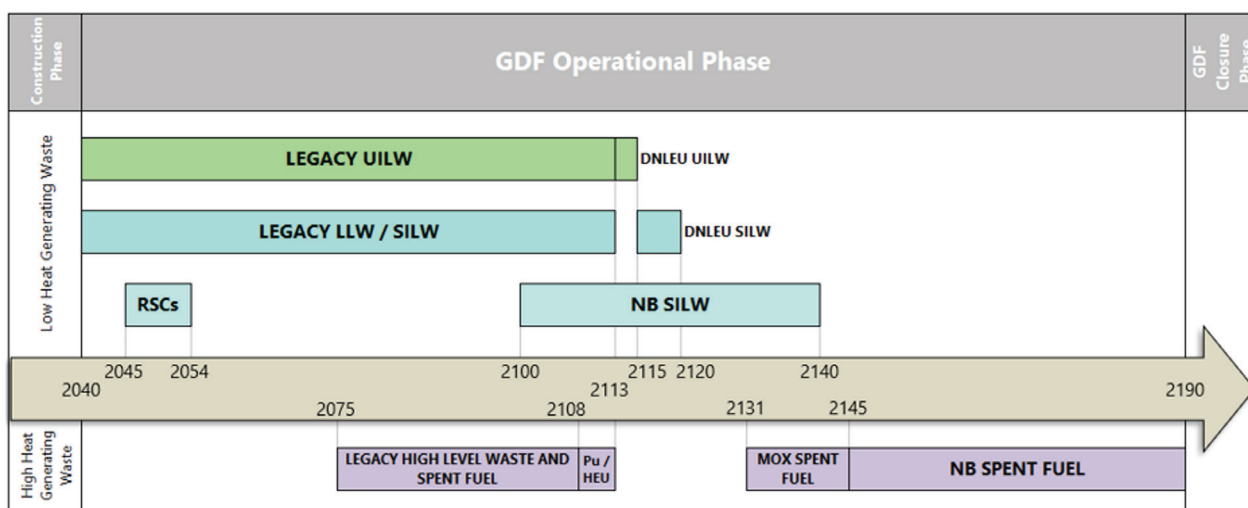 Construction
Phase
GDF Operational Phase
GDF
Closure
Phase
Low Heat Generating Waste
LEGACY UILW
DNLEU UILW
LEGACY LLW / SILW
DNLEU SILW
RSCs
NB SILW
2040
2045
2054
2075
2100
2108
2113
2115
2120
2131
2140
2145
2190
High Heat
Generating
Waste
LEGACY HIGH LEVEL WASTE AND
SPENT FUEL
Pu /
HEU
MOX SPENT
FUEL
NB SPENT FUEL